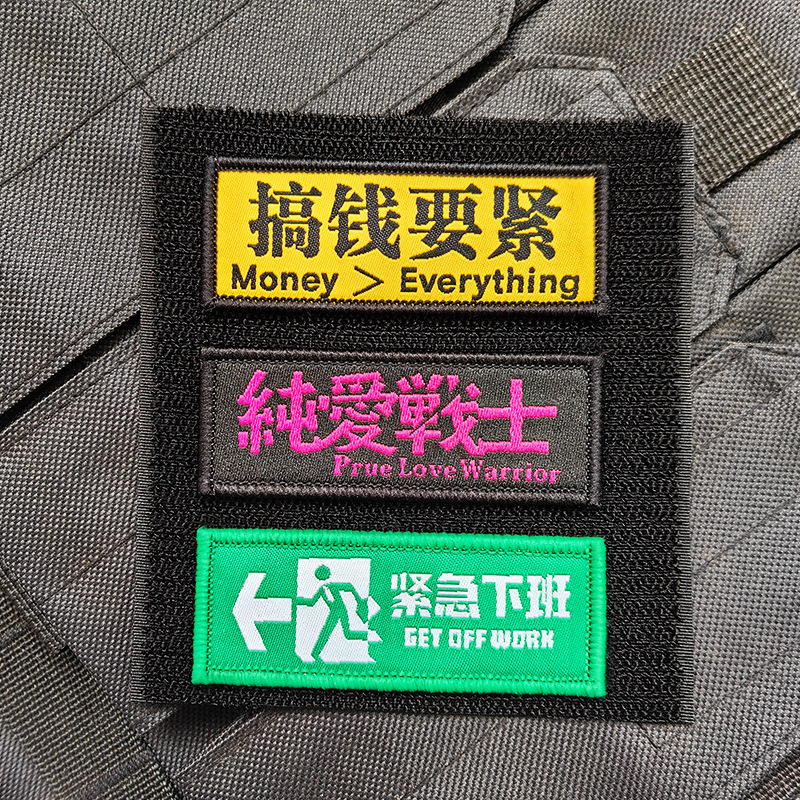 搞钱要紧
Money > Everything
純愛戦士
Prue Love Warrior
紧急下班
GET OFF WORK